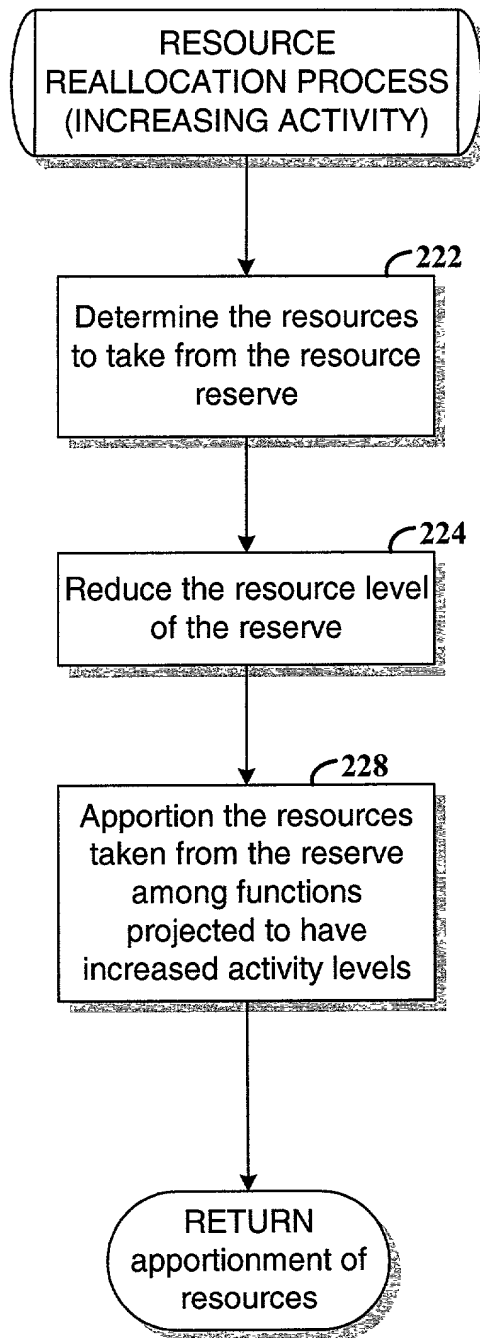 RESOURCE
REALLOCATION PROCESS
(INCREASING ACTIVITY)
222
Determine the resources
to take from the resource
reserve
224
Reduce the resource level
of the reserve
228
Apportion the resources
taken from the reserve
among functions
projected to have
increased activity levels
RETURN
apportionment of
resources